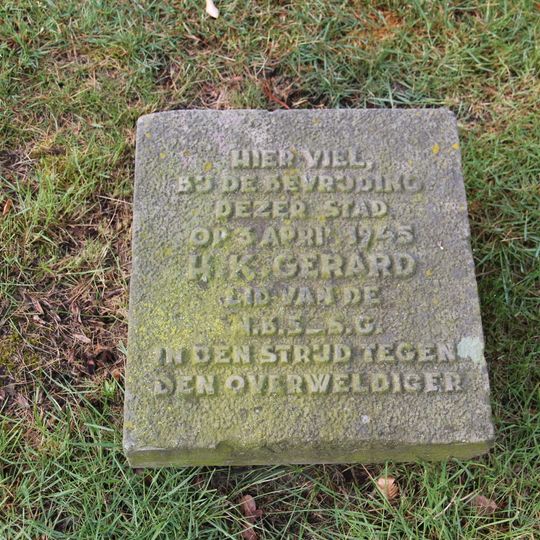 HIER VIEL,
BIJ DE BEVRIJDING
DEZER STAD
OP 3 APRIL 1945
H.K. GERARD
LID VAN DE
N.B.S.-S.G.
IN DEN STRIJD TEGEN
DEN OVERWELDIGER